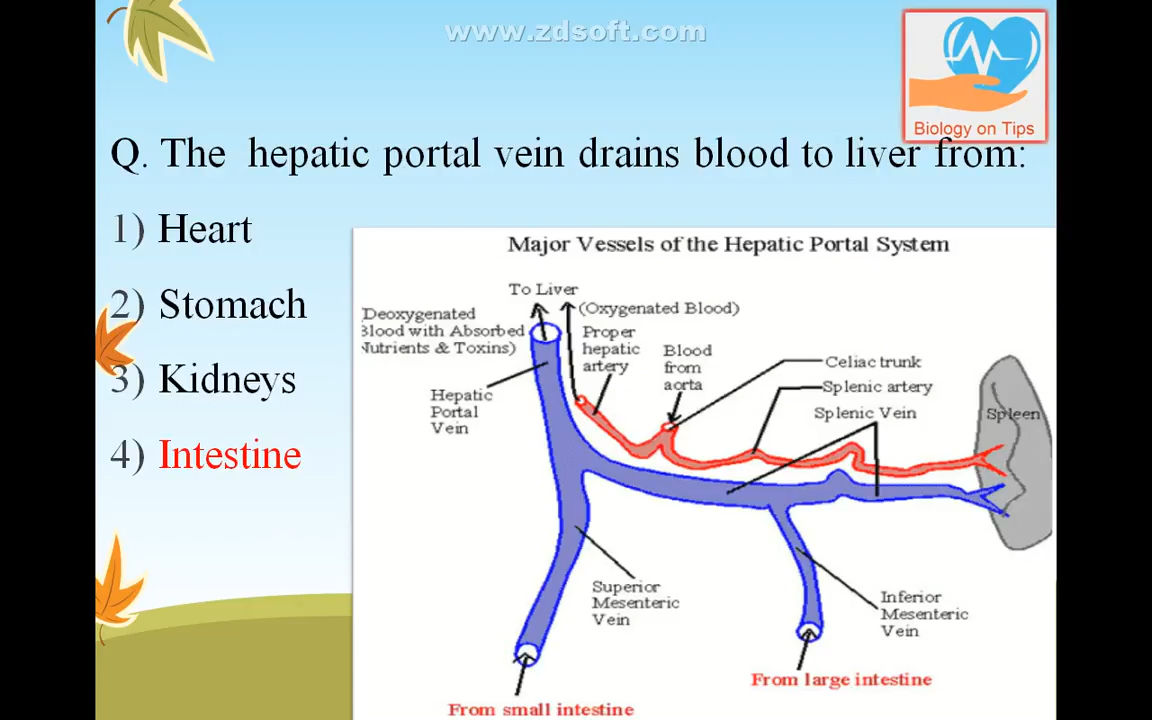 www.zdsoft.com
Biology on Tips
Q. The hepatic portal vein drains blood to liver from:
1) Heart
2) Stomach
3) Kidneys
4) Intestine
Major Vessels of the Hepatic Portal System
To Liver
(Oxygenated Blood)
Deoxygenated
Blood with Absorbed
Nutrients & Toxins)
Proper
hepatic
artery
Blood
from
aorta
Celiac trunk
Splenic artery
Splenic Vein
Spleen
Hepatic
Portal
Vein
Superior
Mesenteric
Vein
Inferior
Mesenteric
Vein
From large intestine
From small intestine